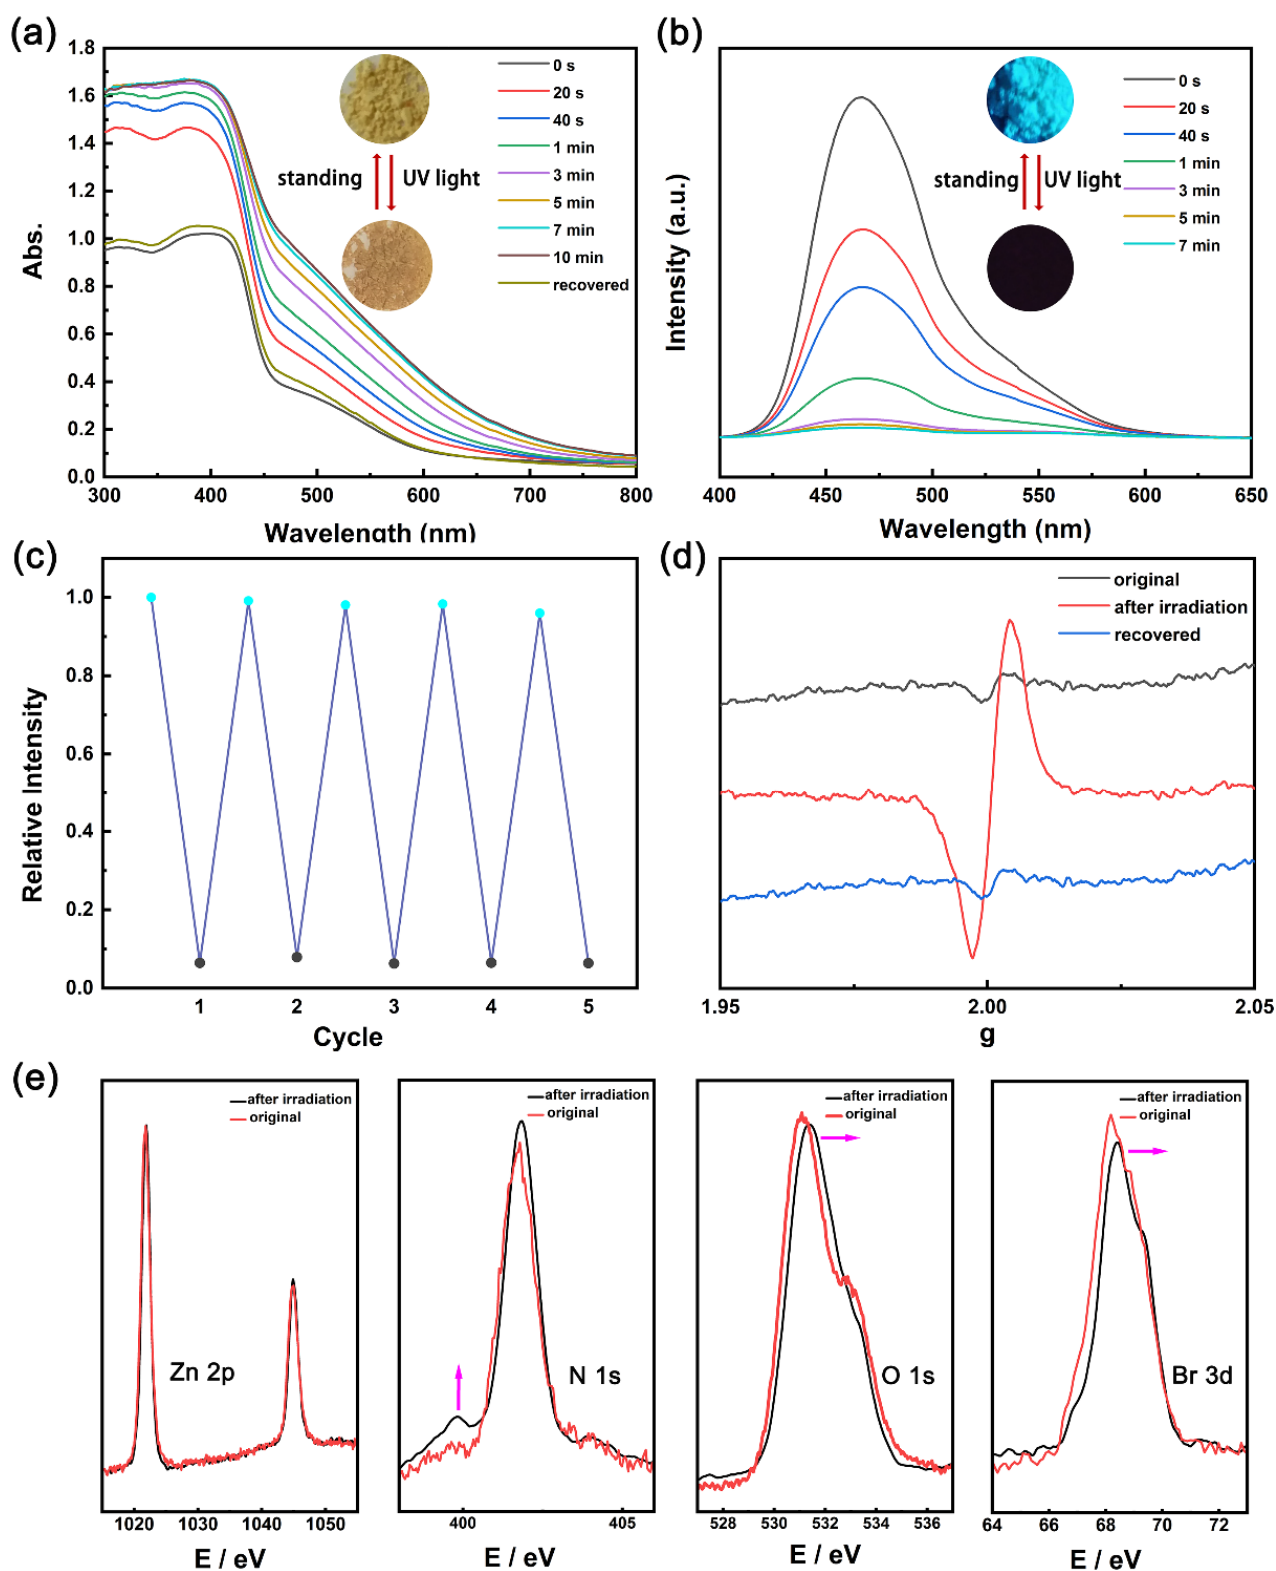 (a)
1.8
1.6
1.4
1.2
1.0
0.8
0.6
0.4
0.2
0.0
Abs.
300 400 500 600 700 800
Wavelength (nm)
standing UV light
0 s
20 s
40 s
1 min
3 min
5 min
7 min
10 min
recovered
(b)
Intensity (a.u.)
400 450 500 550 600 650
Wavelength (nm)
standing UV light
0 s
20 s
40 s
1 min
3 min
5 min
7 min
(c)
1.0
0.8
0.6
0.4
0.2
0.0
Relative Intensity
1 2 3 4 5
Cycle
(d)
original
after irradiation
recovered
1.95 2.00 2.05
g
(e)
after irradiation
original
Zn 2p
1020 1030 1040 1050
E / eV
after irradiation
original
N 1s
400 405
E / eV
after irradiation
original
O 1s
528 530 532 534 536
E / eV
after irradiation
original
Br 3d
64 66 68 70 72
E / eV